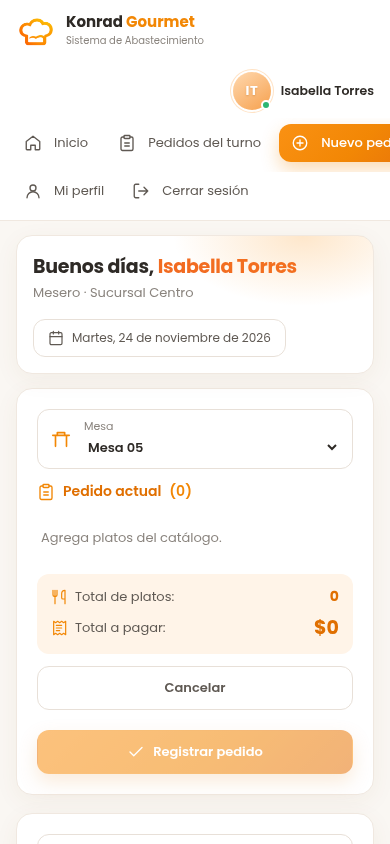 Konrad Gourmet
Sistema de Abastecimiento
IT
Isabella Torres
Inicio
Pedidos del turno
Nuevo ped
Mi perfil
Cerrar sesión
Buenos días, Isabella Torres
Mesero · Sucursal Centro
Martes, 24 de noviembre de 2026
Mesa
Mesa 05
Pedido actual (0)
Agrega platos del catálogo.
Total de platos: 0
Total a pagar: $0
Cancelar
Registrar pedido